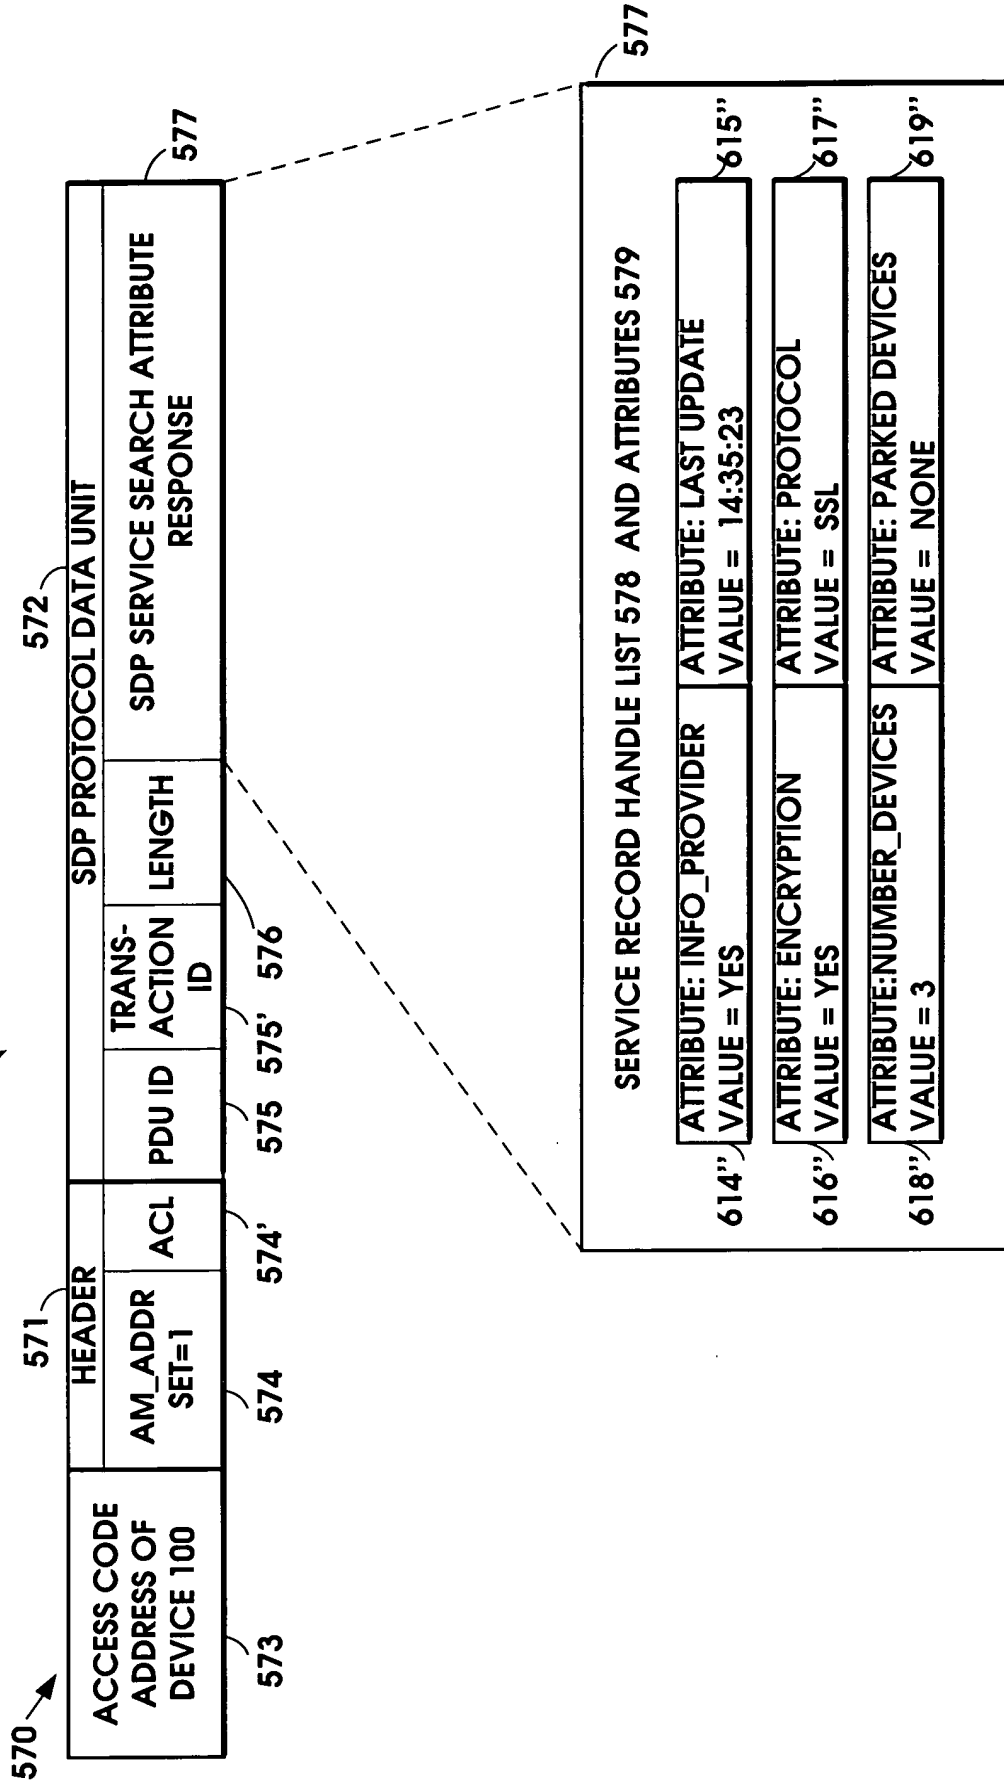 570
571
572
HEADER
SDP PROTOCOL DATA UNIT
ACCESS CODE
ADDRESS OF
DEVICE 100
AM_ADDR
SET=1
ACL
PDU ID
TRANS-
ACTION
ID
LENGTH
SDP SERVICE SEARCH ATTRIBUTE
RESPONSE
573
574
574'
575
575'
576
577
577
SERVICE RECORD HANDLE LIST 578 AND ATTRIBUTES 579
614"
ATTRIBUTE: INFO_PROVIDER
VALUE = YES
ATTRIBUTE: LAST UPDATE
VALUE = 14:35:23
615"
616"
ATTRIBUTE: ENCRYPTION
VALUE = YES
ATTRIBUTE: PROTOCOL
VALUE = SSL
617"
618"
ATTRIBUTE:NUMBER_DEVICES
VALUE = 3
ATTRIBUTE: PARKED DEVICES
VALUE = NONE
619"